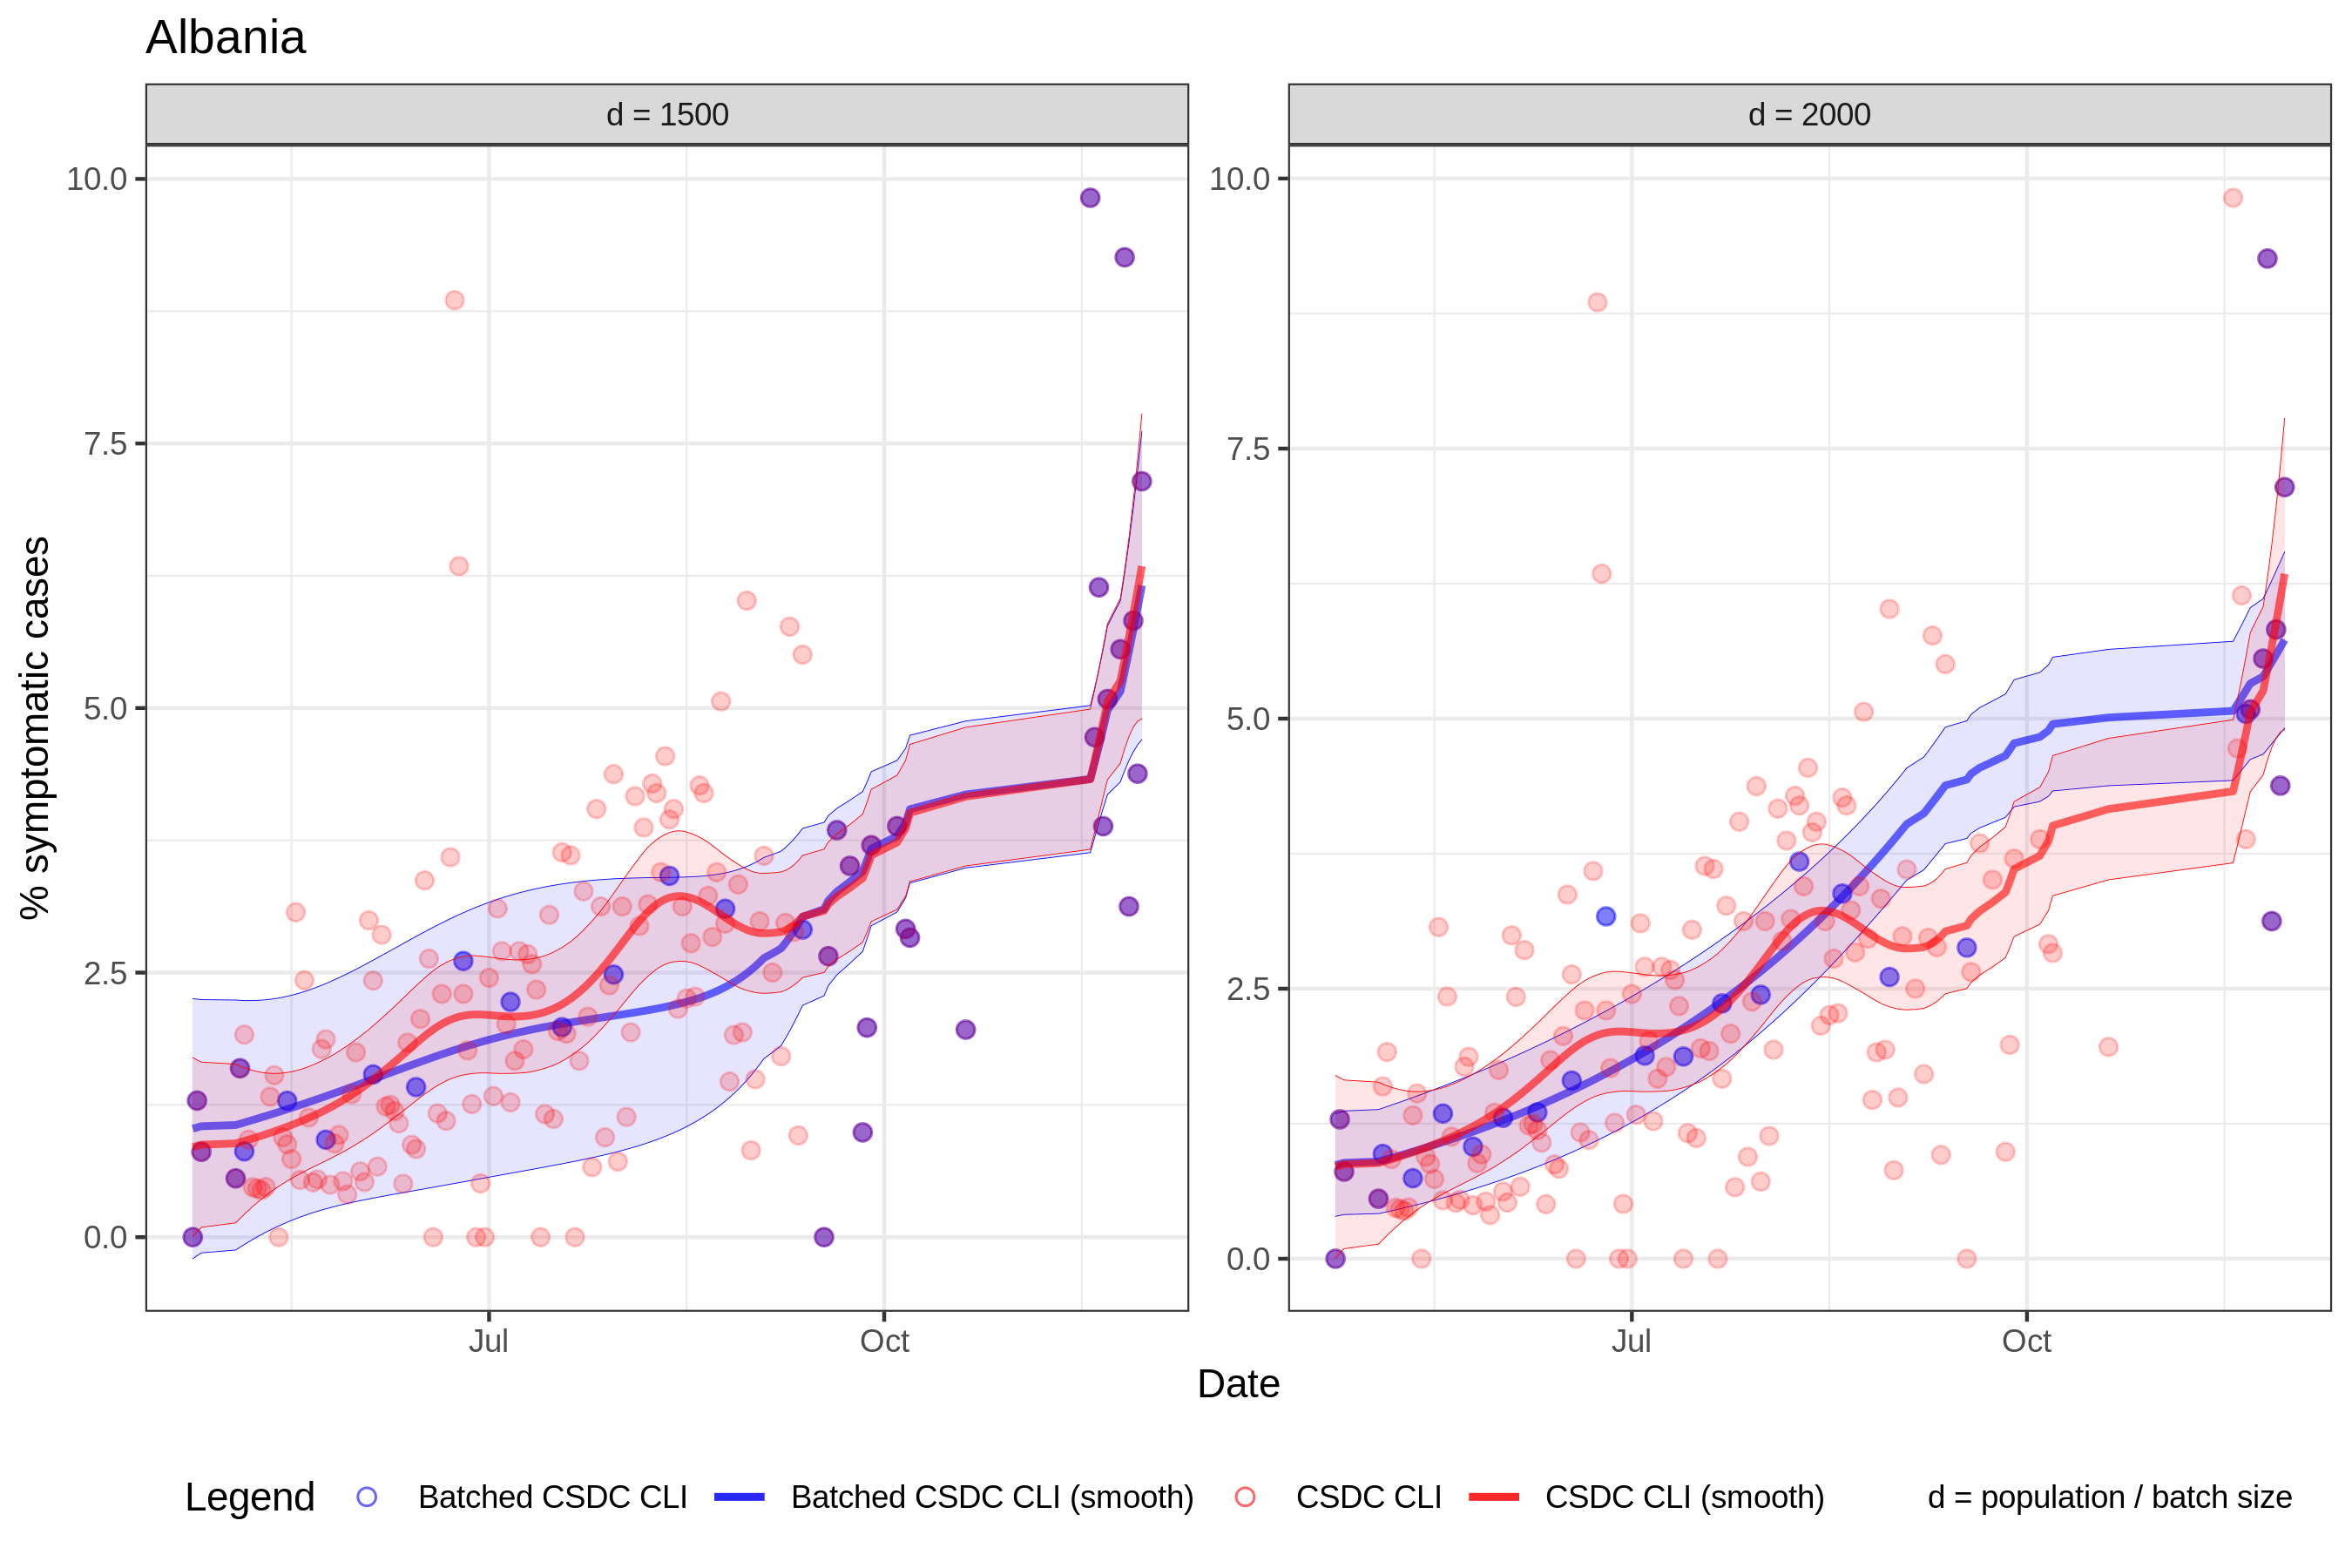 Albania
d = 1500
d = 2000
10.0
7.5
5.0
2.5
0.0
10.0
7.5
5.0
2.5
0.0
% symptomatic cases
Jul
Oct
Jul
Oct
Date
Legend
Batched CSDC CLI
Batched CSDC CLI (smooth)
CSDC CLI
CSDC CLI (smooth)
d = population / batch size